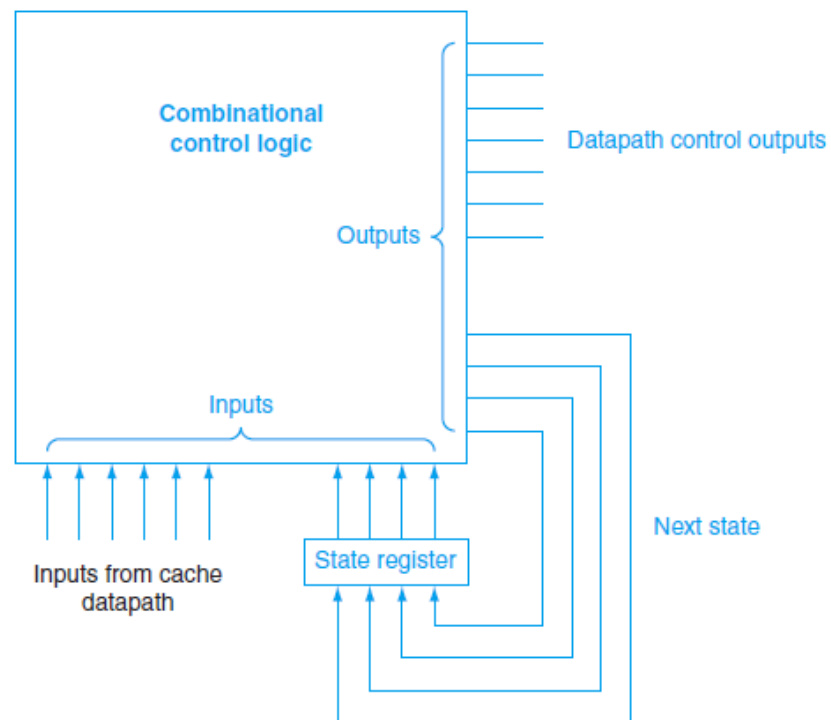 Combinational
control logic
Datapath control outputs
Outputs
Inputs
Next state
State register
Inputs from cache
datapath